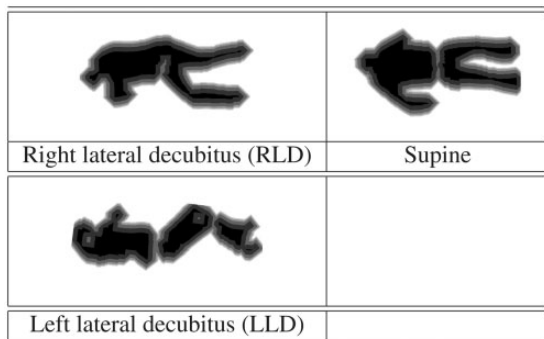 Right lateral decubitus (RLD)
Supine
Left lateral decubitus (LLD)